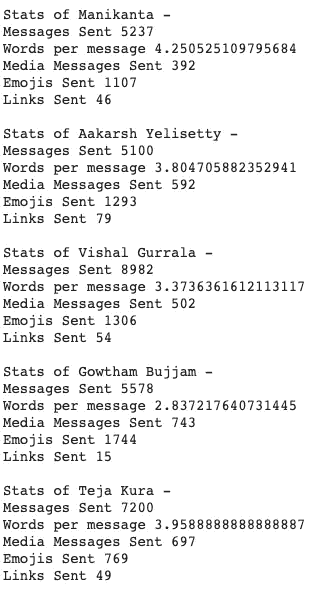 Stats of Manikanta -
Messages Sent 5237
Words per message 4.250525109795684
Media Messages Sent 392
Emojis Sent 1107
Links Sent 46
Stats of Aakarsh Yelisetty -
Messages Sent 5100
Words per message 3.804705882352941
Media Messages Sent 592
Emojis Sent 1293
Links Sent 79
Stats of Vishal Gurrala -
Messages Sent 8982
Words per message 3.3736361612113117
Media Messages Sent 502
Emojis Sent 1306
Links Sent 54
Stats of Gowtham Bujjam -
Messages Sent 5578
Words per message 2.837217640731445
Media Messages Sent 743
Emojis Sent 1744
Links Sent 15
Stats of Teja Kura -
Messages Sent 7200
Words per message 3.9588888888888887
Media Messages Sent 697
Emojis Sent 769
Links Sent 49